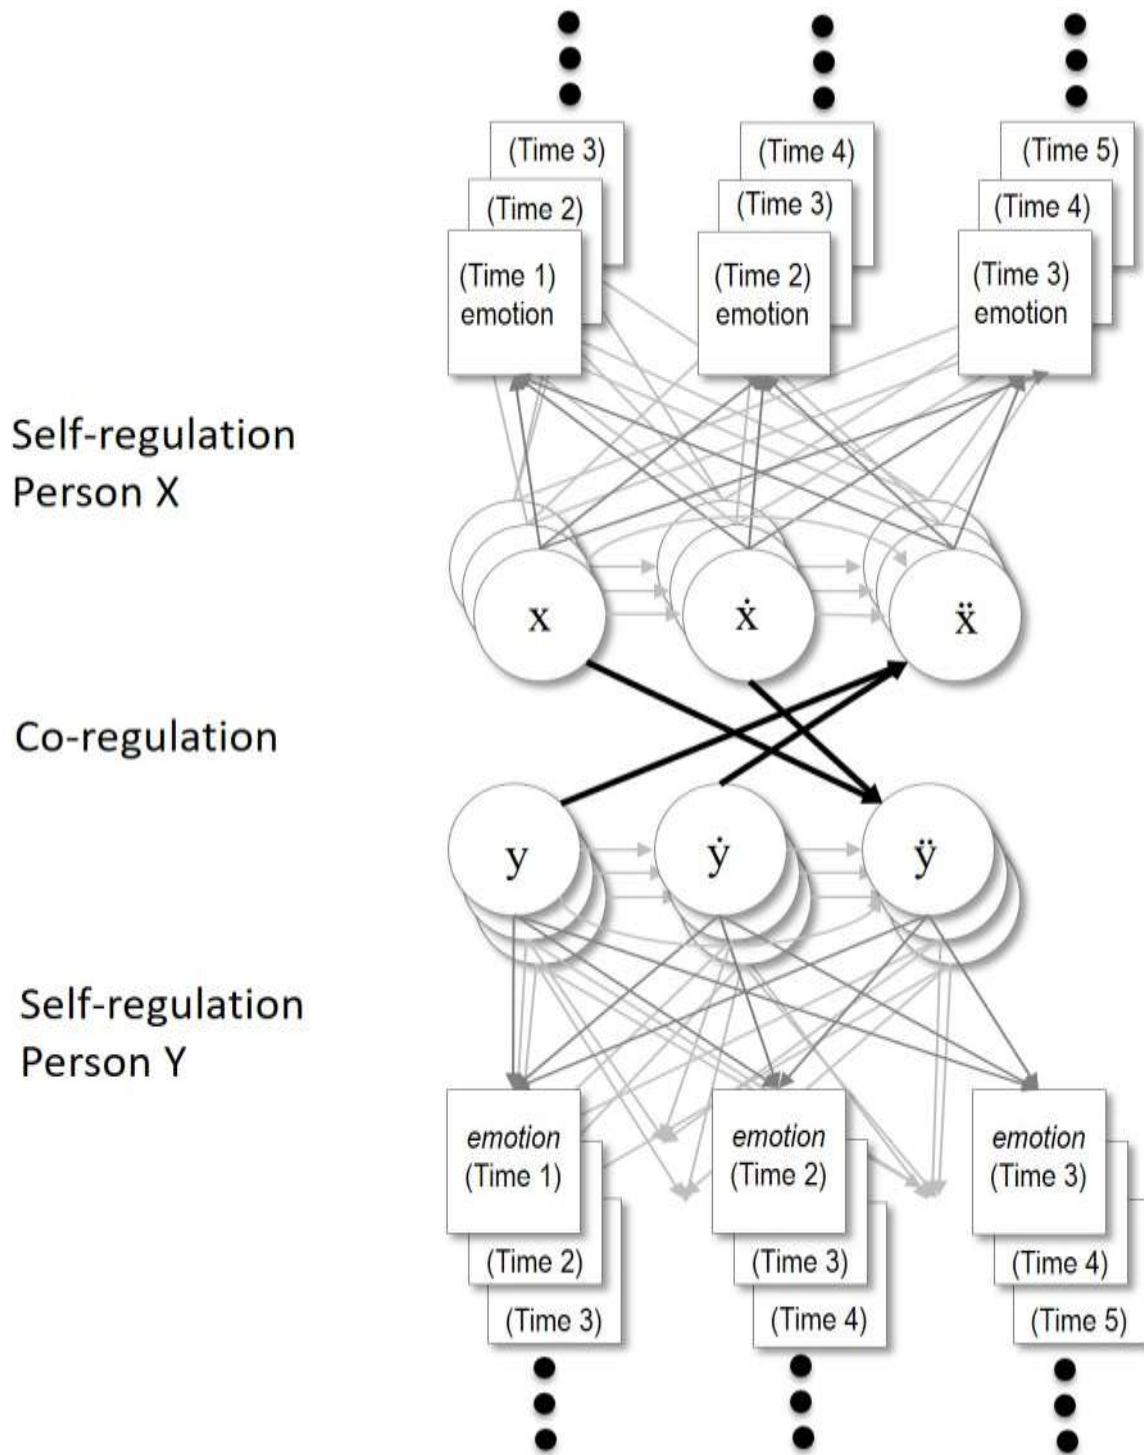 (Time 3)
(Time 4)
(Time 5)
(Time 2)
(Time 3)
(Time 4)
(Time 1)
emotion
(Time 2)
emotion
(Time 3)
emotion
Self-regulation
Person X
x
ẋ
ẍ
Co-regulation
y
ẏ
ÿ
Self-regulation
Person Y
emotion
(Time 1)
emotion
(Time 2)
emotion
(Time 3)
(Time 2)
(Time 3)
(Time 4)
(Time 3)
(Time 4)
(Time 5)